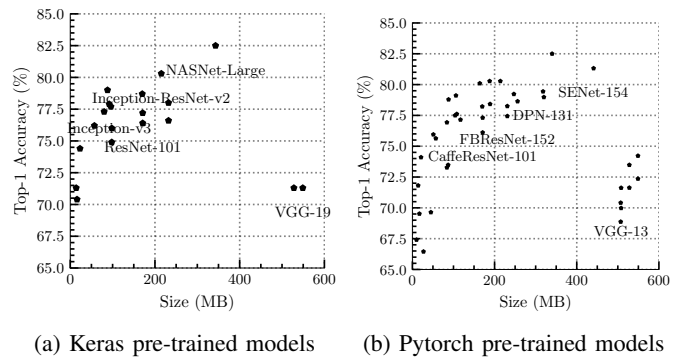 85.0
82.5
80.0
77.5
75.0
72.5
70.0
67.5
65.0
Top-1 Accuracy (%)
NASNet-Large
Inception-ResNet-v2
Inception-v3
ResNet-101
VGG-19
0 200 400 600
Size (MB)
(a) Keras pre-trained models
85.0
82.5
80.0
77.5
75.0
72.5
70.0
67.5
65.0
Top-1 Accuracy (%)
SENet-154
DPN-131
FBResNet-152
CaffeResNet-101
VGG-13
0 200 400 600
Size (MB)
(b) Pytorch pre-trained models